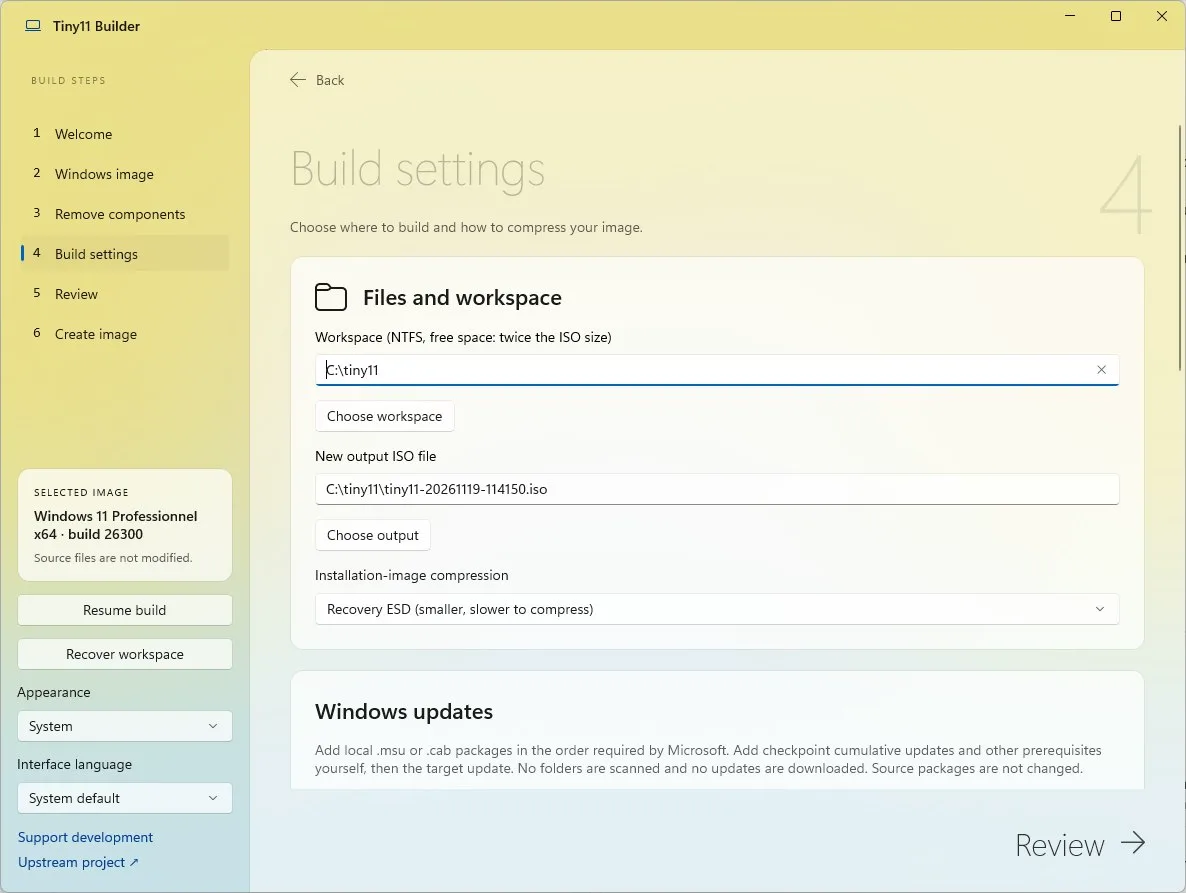 Tiny11 Builder
BUILD STEPS
1 Welcome
2 Windows image
3 Remove components
4 Build settings
5 Review
6 Create image
SELECTED IMAGE
Windows 11 Professionnel
x64 · build 26300
Source files are not modified.
Resume build
Recover workspace
Appearance
System
Interface language
System default
Support development
Upstream project ↗
Back
Build settings
4
Choose where to build and how to compress your image.
Files and workspace
Workspace (NTFS, free space: twice the ISO size)
C:\tiny11
Choose workspace
New output ISO file
C:\tiny11\tiny11-20261119-114150.iso
Choose output
Installation-image compression
Recovery ESD (smaller, slower to compress)
Windows updates
Add local .msu or .cab packages in the order required by Microsoft. Add checkpoint cumulative updates and other prerequisites
yourself, then the target update. No folders are scanned and no updates are downloaded. Source packages are not changed.
Review